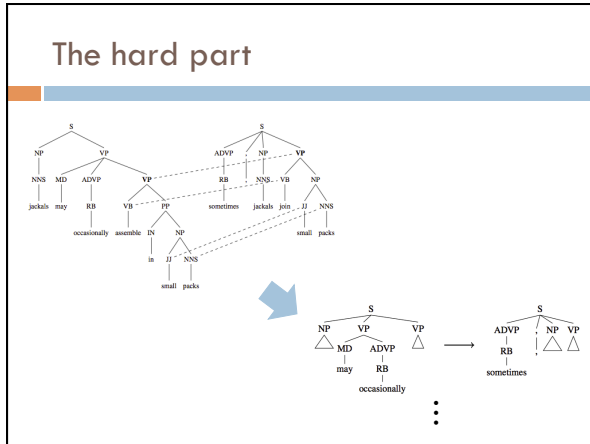 The hard part
S
NP VP
NNS MD ADVP VP
jackals may RB VB PP
occasionally assemble IN NP
in JJ NNS
small packs
S
ADVP , NP VP
RB , NNS VB NP
sometimes jackals join JJ NNS
small packs
S
NP VP VP
MD ADVP
may RB
occasionally
S
ADVP , NP VP
RB ,
sometimes